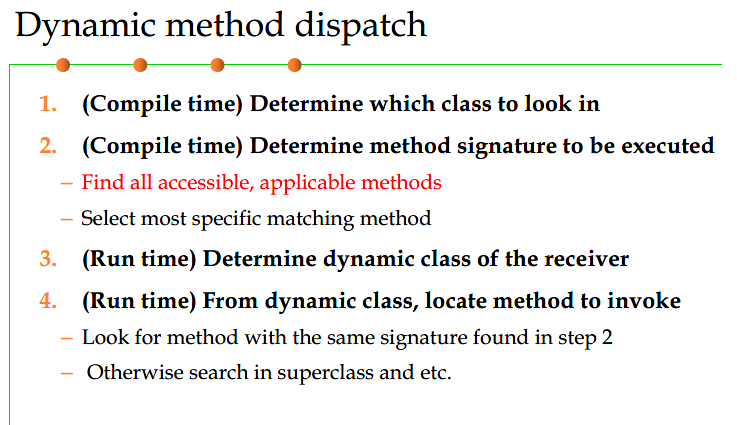 Dynamic method dispatch
1. (Compile time) Determine which class to look in
2. (Compile time) Determine method signature to be executed
– Find all accessible, applicable methods
– Select most specific matching method
3. (Run time) Determine dynamic class of the receiver
4. (Run time) From dynamic class, locate method to invoke
– Look for method with the same signature found in step 2
– Otherwise search in superclass and etc.